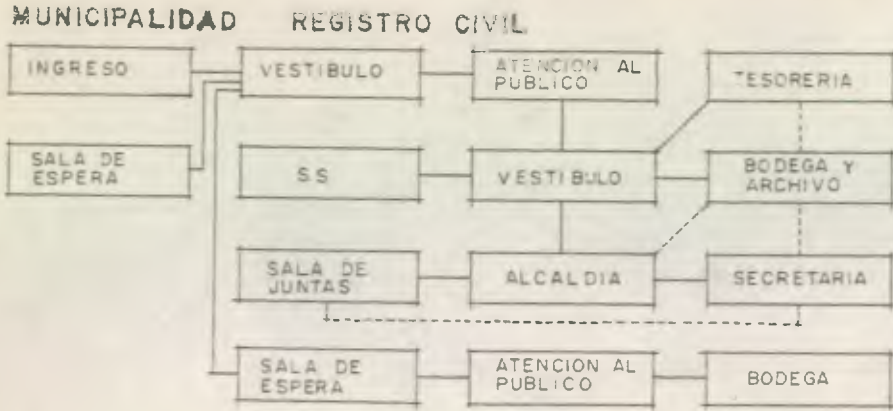 MUNICIPALIDAD REGISTRO CIVIL
INGRESO
VESTIBULO
ATENCION AL
PUBLICO
TESORERIA
SALA DE
ESPERA
SS
VESTIBULO
BODEGA Y
ARCHIVO
SALA DE
JUNTAS
ALCALDIA
SECRETARIA
SALA DE
ESPERA
ATENCION AL
PUBLICO
BODEGA